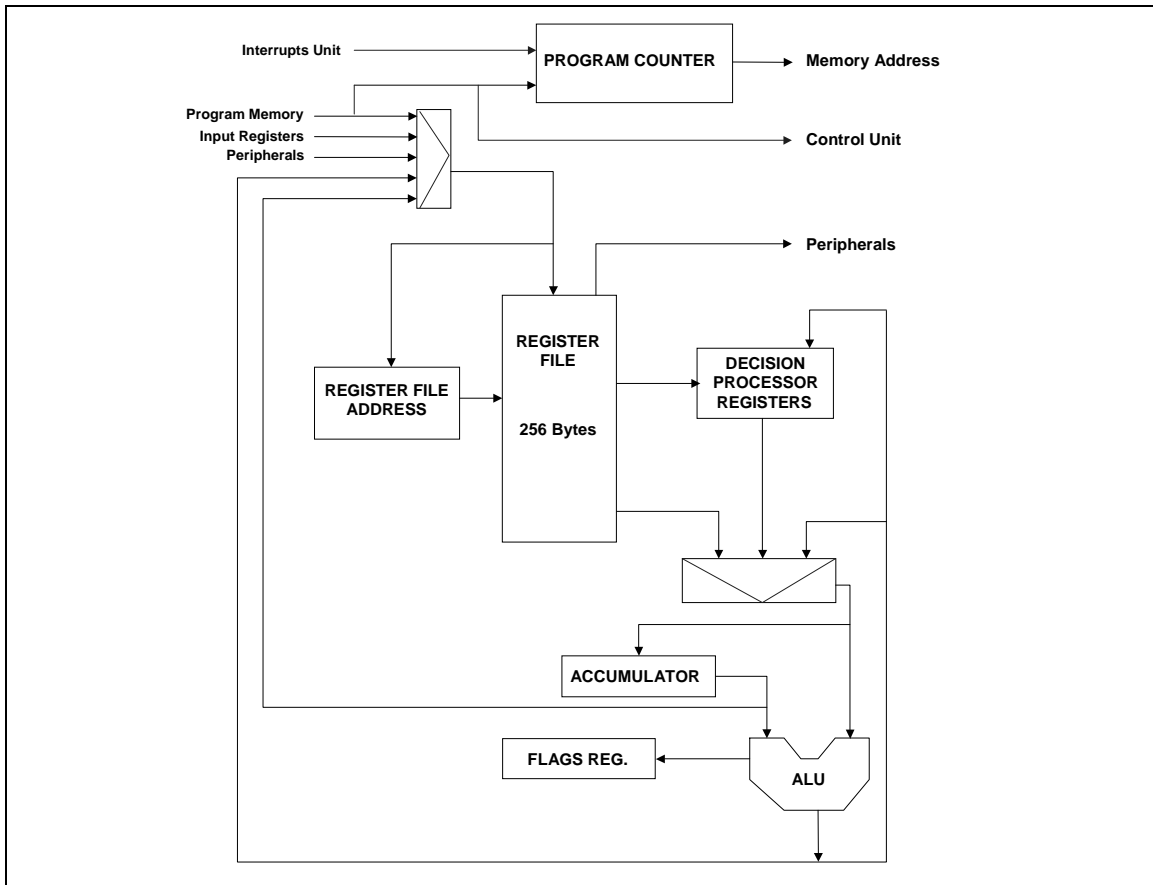 Interrupts Unit
PROGRAM COUNTER
Memory Address
Program Memory
Input Registers
Peripherals
Control Unit
Peripherals
REGISTER
FILE
256 Bytes
REGISTER FILE
ADDRESS
DECISION
PROCESSOR
REGISTERS
ACCUMULATOR
FLAGS REG.
ALU